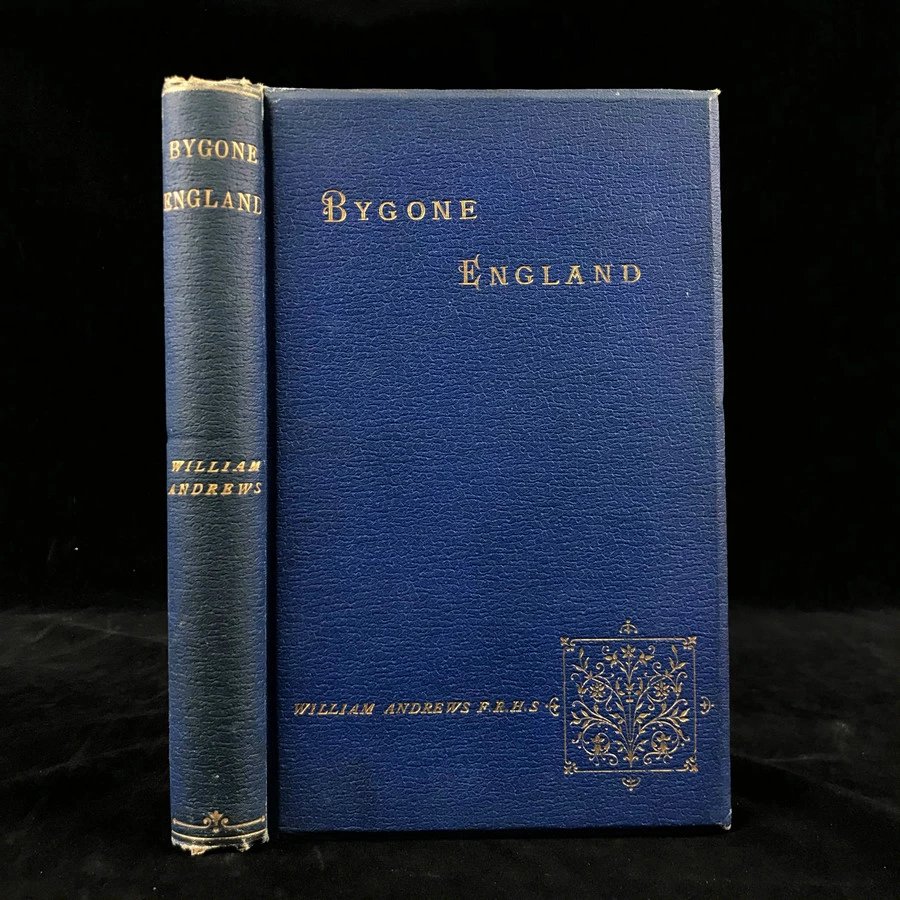 BYGONE
ENGLAND
WILLIAM
ANDREWS
BYGONE
ENGLAND
WILLIAM ANDREWS F.R.H.S